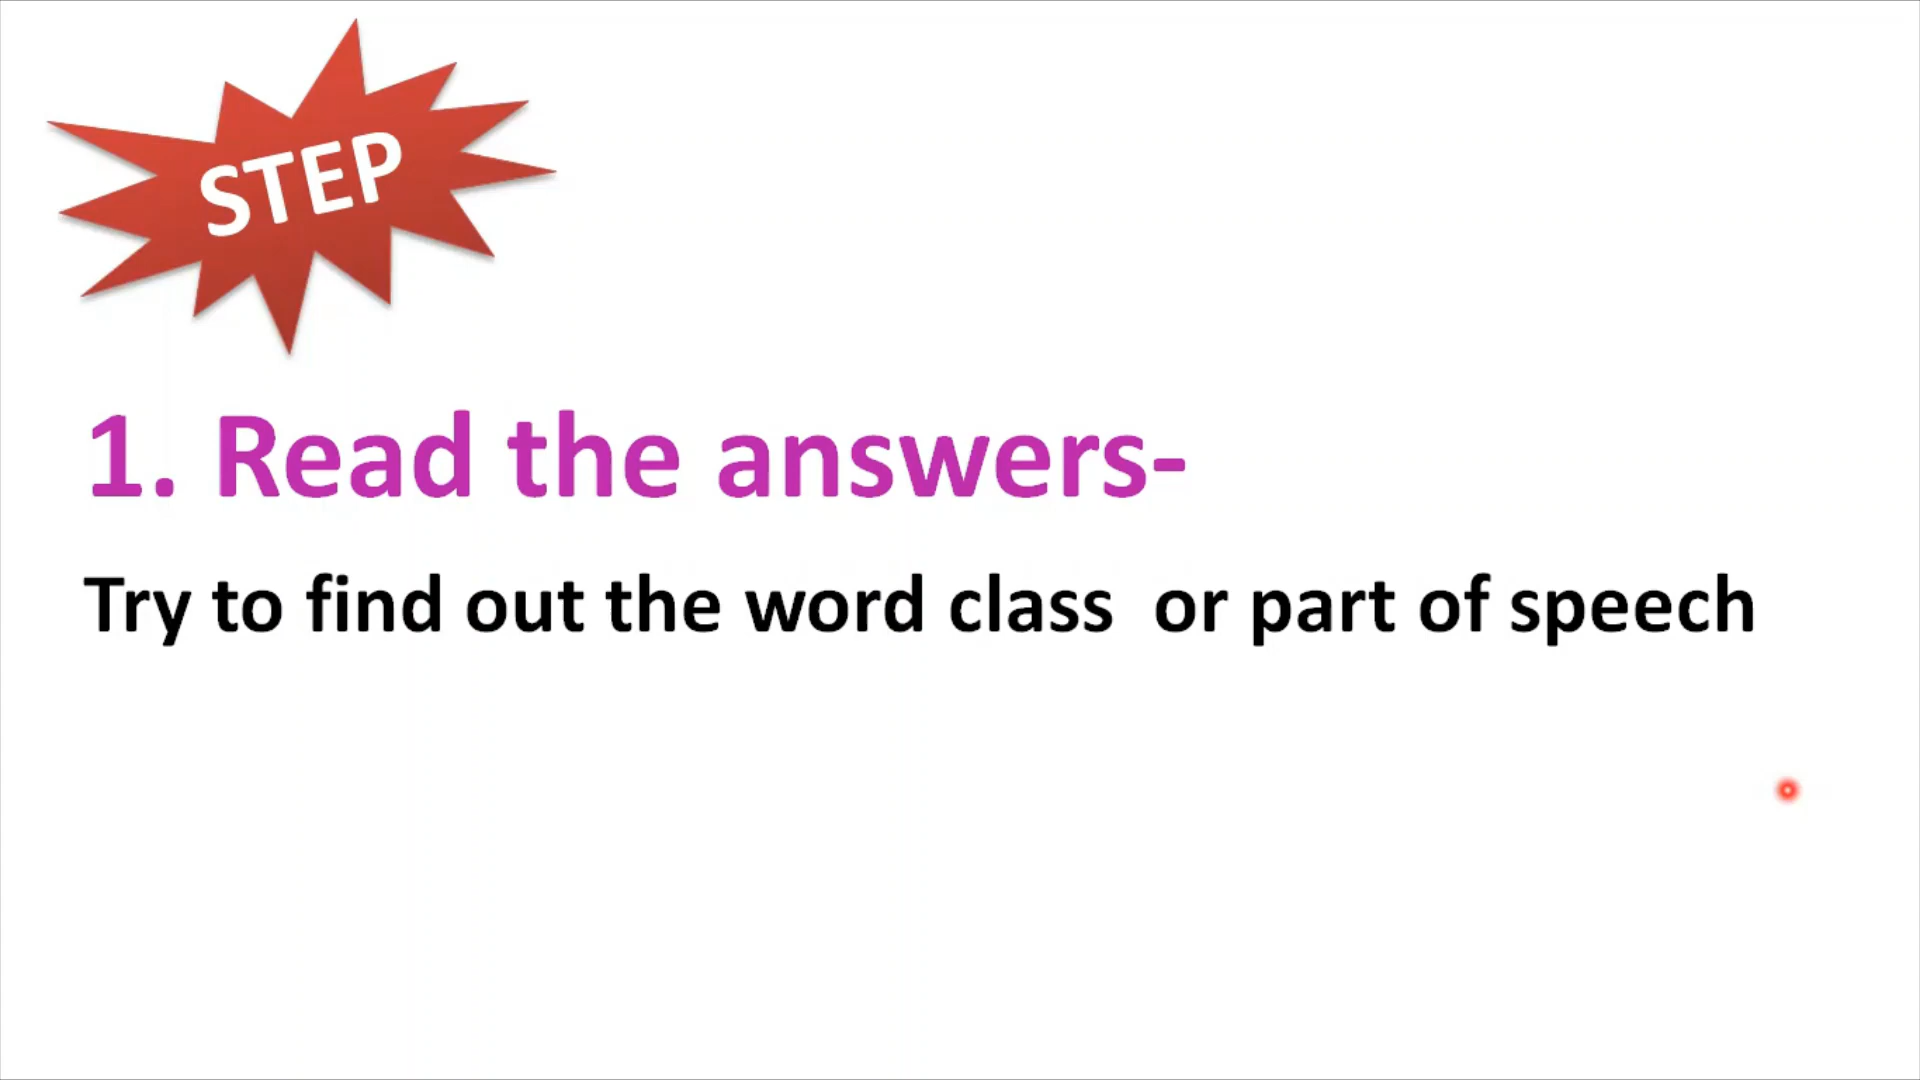 STEP
1. Read the answers-
Try to find out the word class  or part of speech